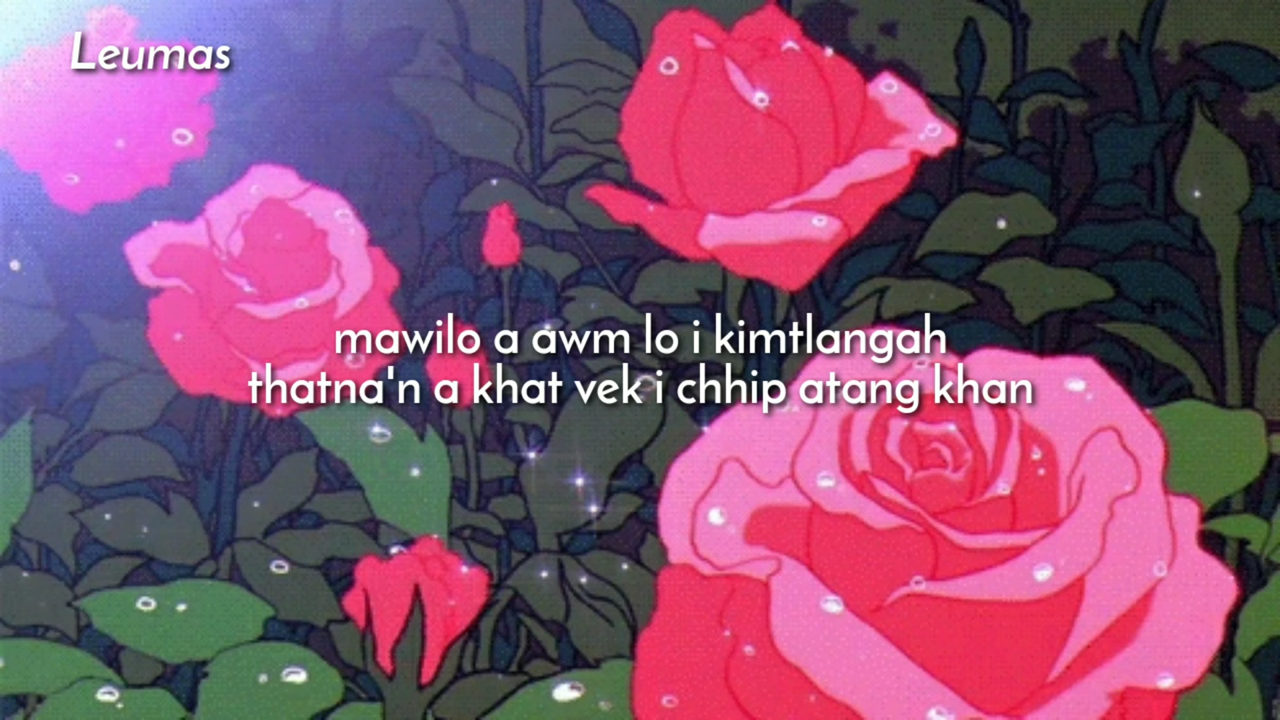 Leumas
mawilo a awm lo i kimtlangah
thatna'n a khat vek i chhip atang khan